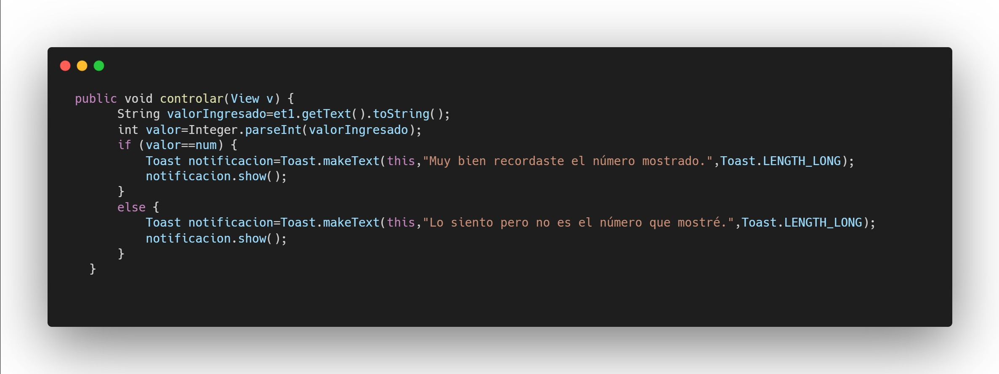 public void controlar(View v) {
String valorIngresado=et1.getText().toString();
int valor=Integer.parseInt(valorIngresado);
if (valor==num) {
Toast notificacion=Toast.makeText(this,"Muy bien recordaste el número mostrado.",Toast.LENGTH_LONG);
notificacion.show();
}
else {
Toast notificacion=Toast.makeText(this,"Lo siento pero no es el número que mostré.",Toast.LENGTH_LONG);
notificacion.show();
}
}